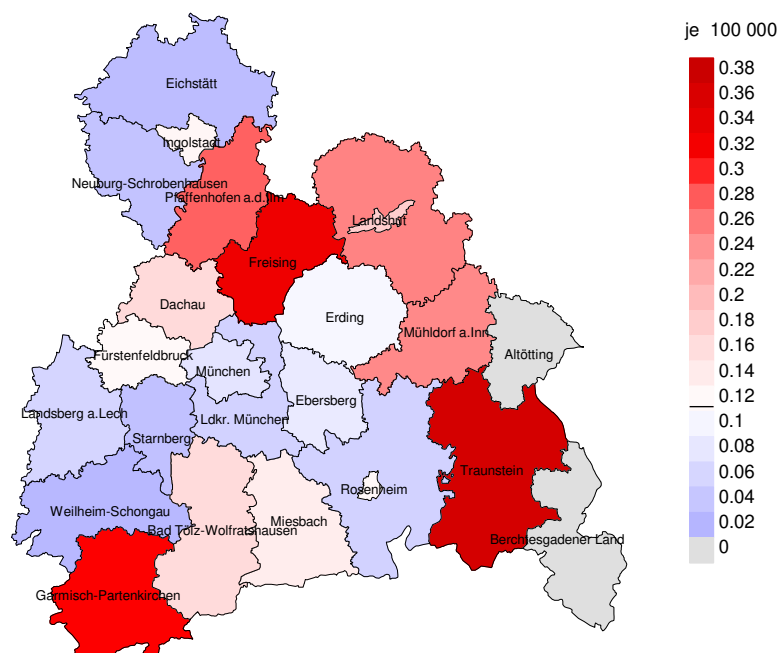 je 100 000
Eichstätt
Ingolstadt
Neuburg-Schrobenhausen
Pfaffenhofen a.d.Ilm
Landshut
Freising
Dachau
Erding
Mühldorf a.Inn
Altötting
Fürstenfeldbruck
München
Ebersberg
Landsberg a.Lech
Ldkr. München
Starnberg
Traunstein
Rosenheim
Weilheim-Schongau
Miesbach
Bad Tölz-Wolfratshausen
Berchtesgadener Land
Garmisch-Partenkirchen
0.38
0.36
0.34
0.32
0.3
0.28
0.26
0.24
0.22
0.2
0.18
0.16
0.14
0.12
0.1
0.08
0.06
0.04
0.02
0